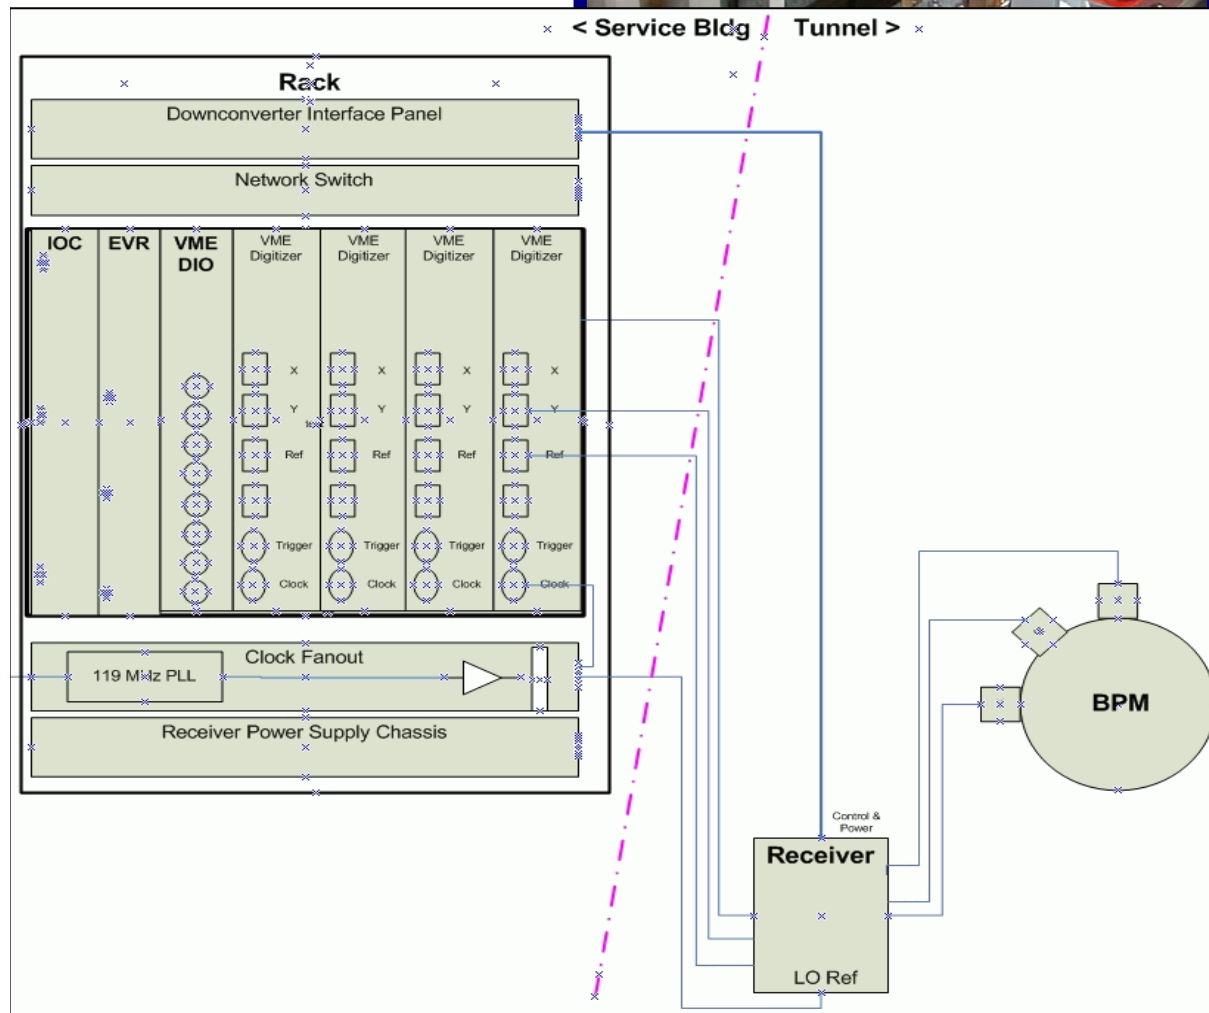 < Service Bldg Tunnel >
Rack
Downconverter Interface Panel
Network Switch
IOC EVR VME DIO
VME Digitizer VME Digitizer VME Digitizer VME Digitizer
X X X X
Y Y Y Y
Ref Ref Ref Ref
Trigger Trigger Trigger Trigger
Clock Clock Clock Clock
Clock Fanout
119 MHz PLL
Receiver Power Supply Chassis
BPM
Control &
Power
Receiver
LO Ref